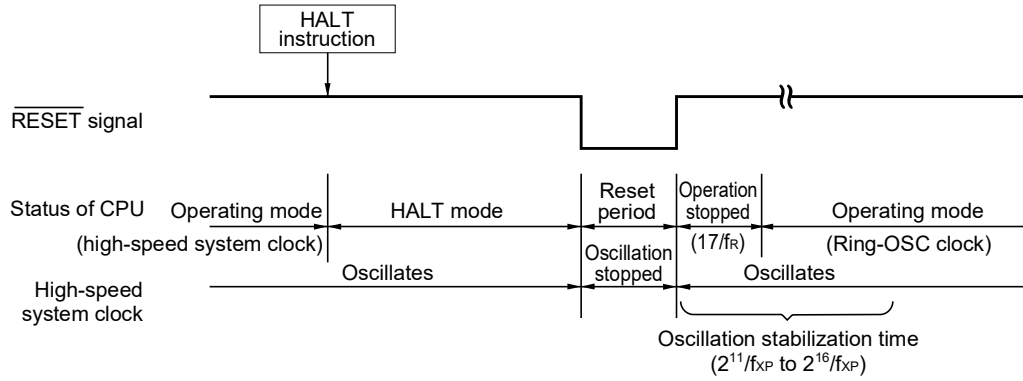 HALT
instruction
RESET signal
Status of CPU
Operating mode
(high-speed system clock)
HALT mode
Reset
period
Operation
stopped
(17/fR)
Operating mode
(Ring-OSC clock)
High-speed
system clock
Oscillates
Oscillation
stopped
Oscillates
Oscillation stabilization time
(2¹¹/fXP to 2¹⁶/fXP)